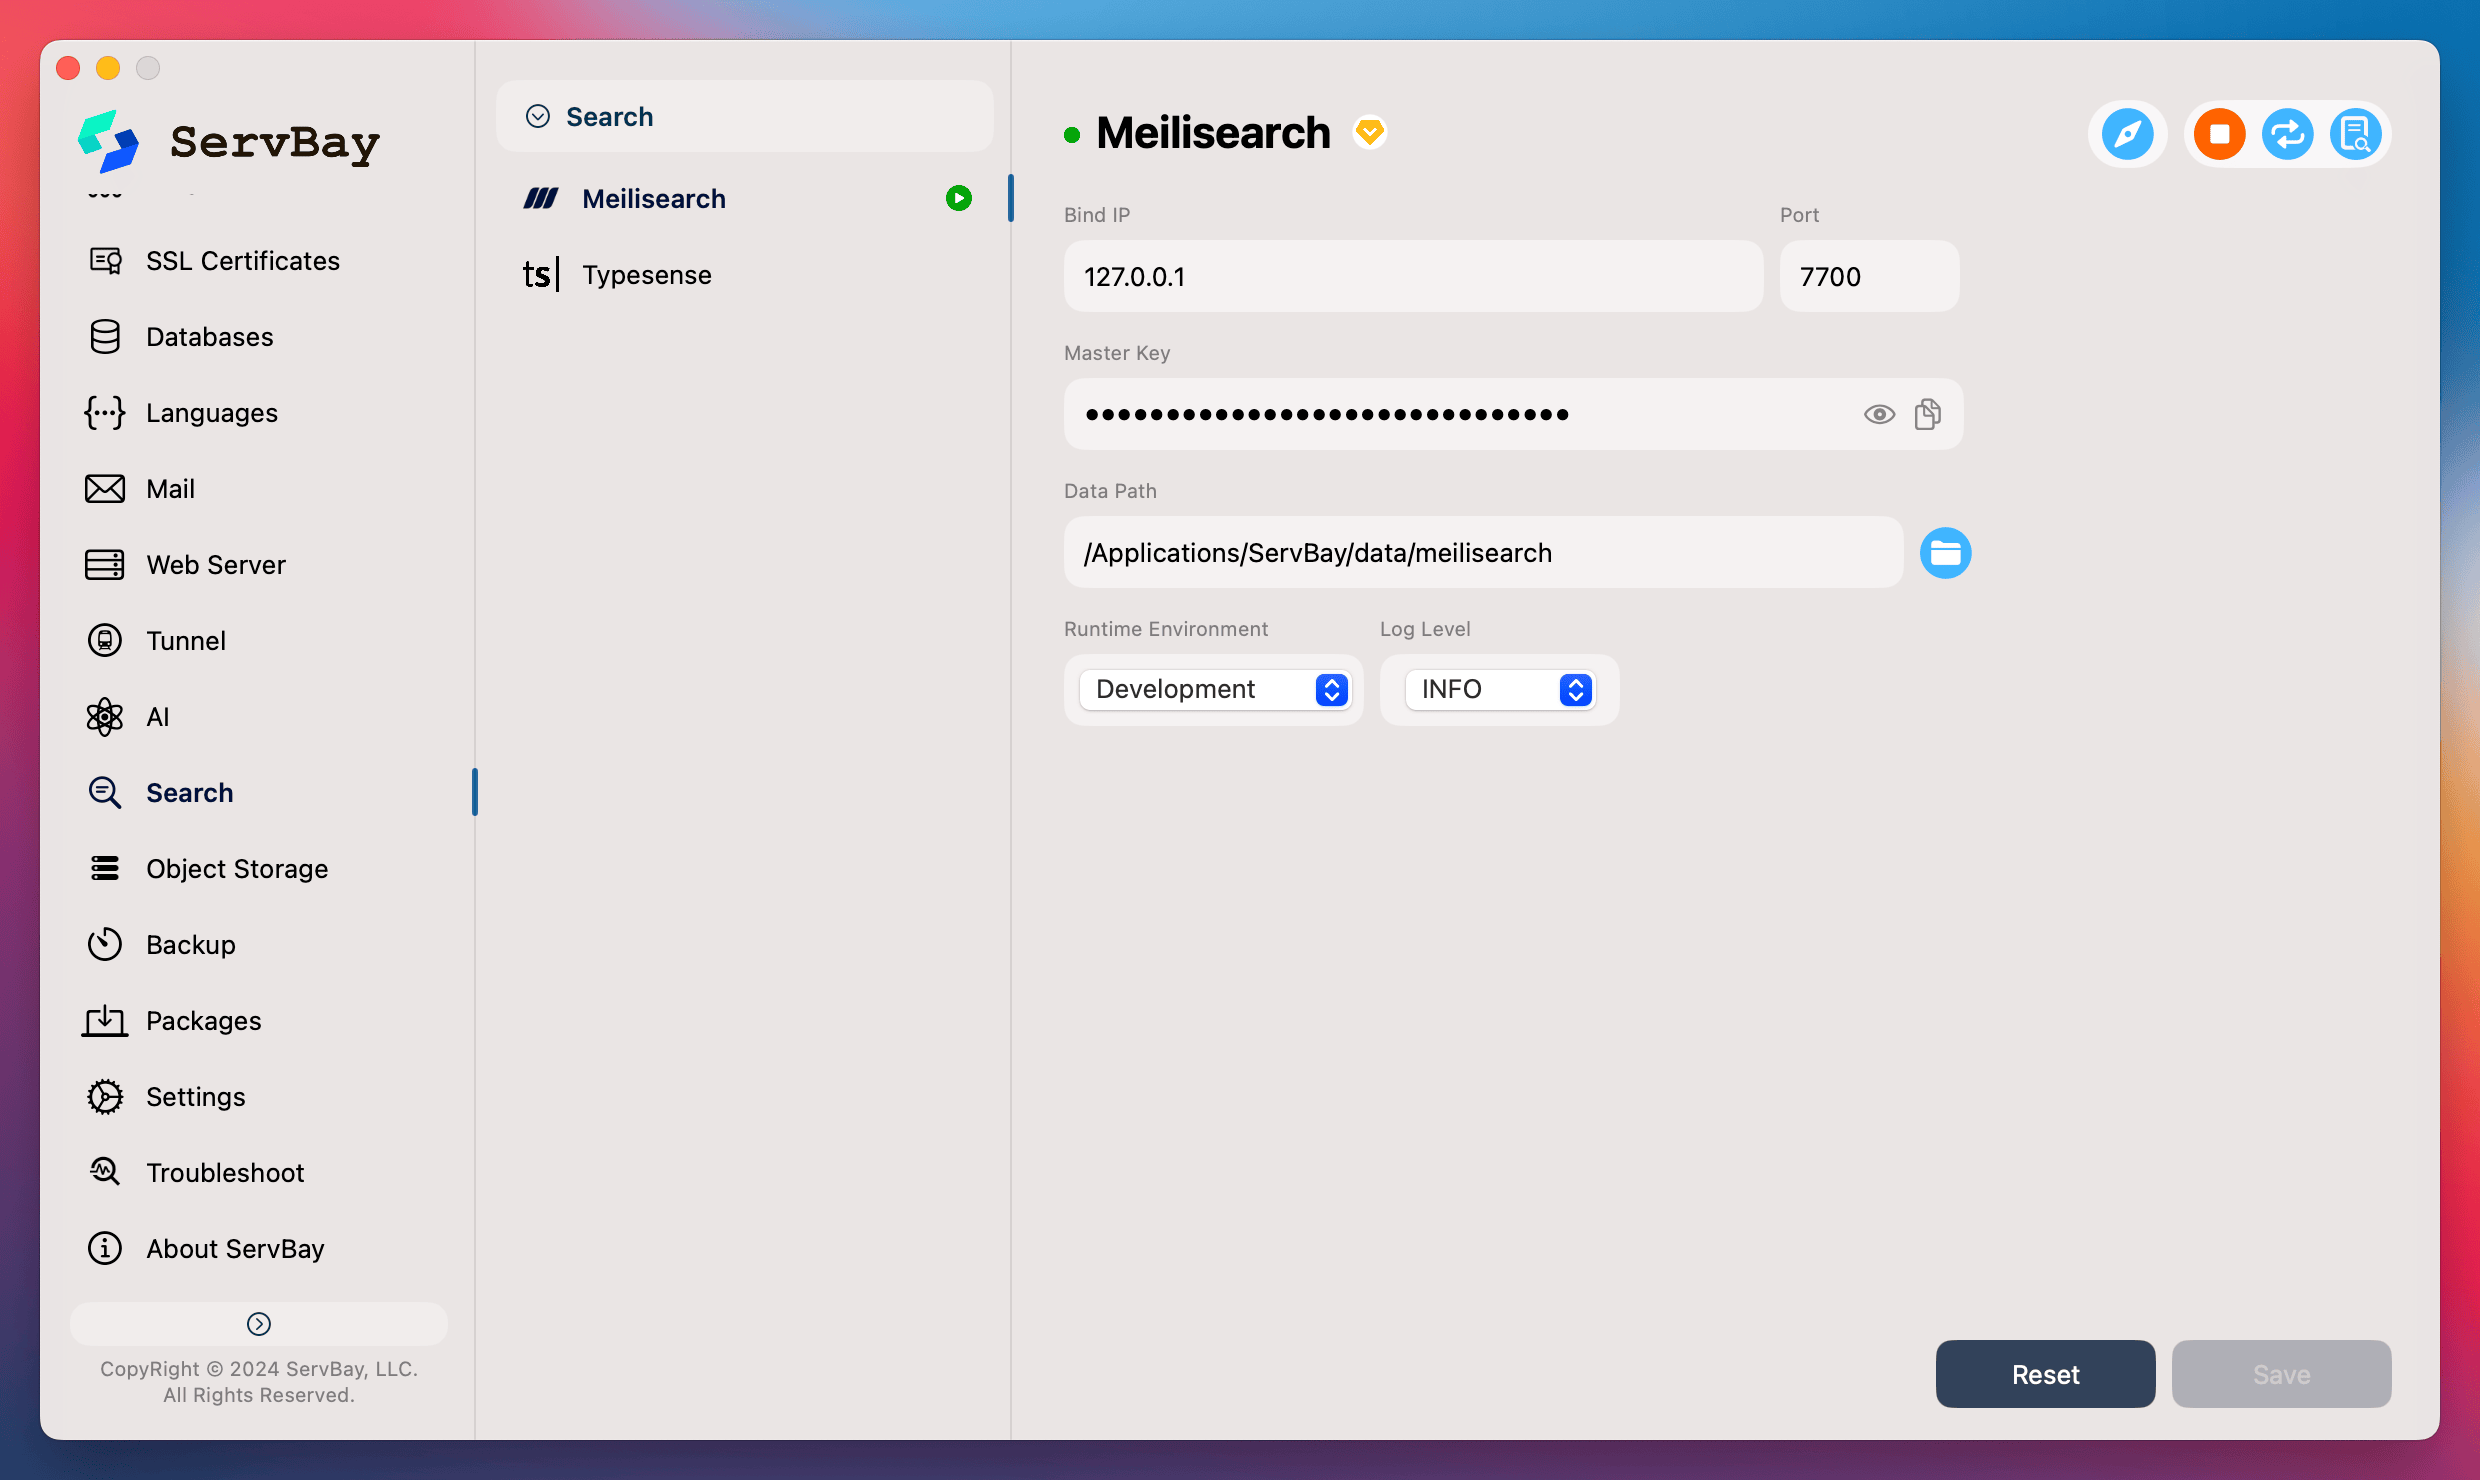 ServBay
SSL Certificates
Databases
Languages
Mail
Web Server
Tunnel
AI
Search
Object Storage
Backup
Packages
Settings
Troubleshoot
About ServBay
CopyRight © 2024 ServBay, LLC.
All Rights Reserved.
Search
Meilisearch
ts| Typesense
Meilisearch
Bind IP
Port
127.0.0.1
7700
Master Key
Data Path
/Applications/ServBay/data/meilisearch
Runtime Environment
Log Level
Development
INFO
Reset
Save